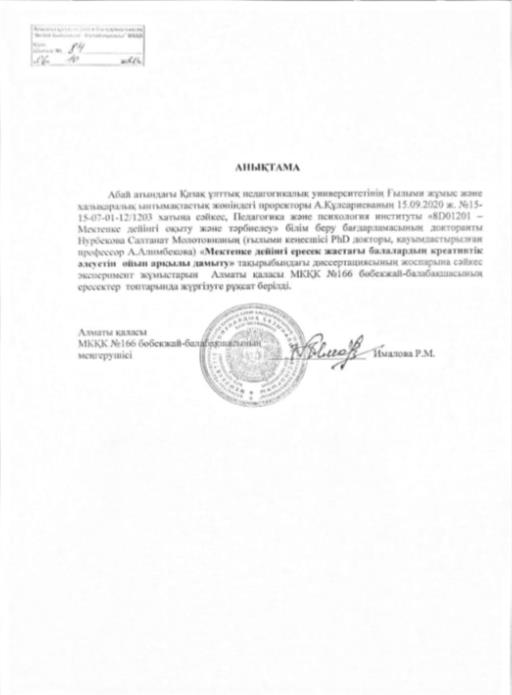 84
10
АНЫҚТАМА
Абай атындағы Қазақ ұлттық педагогикалық университетінің Ғылыми жұмыс және
халықаралық ынтымақтастық жөніндегі проректоры А.Құлсариеваның 15.09.2020 ж. №15-
15-07-01-12/1203 хатына сәйкес, Педагогика және психология институты «8D01201 –
Мектепке дейінгі оқыту және тәрбиелеу» білім беру бағдарламасының докторанты
Нурбекова Салтанат Молотовнаның (ғылыми кеңесшісі PhD докторы, қауымдастырылған
профессор А.Алимбекова) «Мектепке дейінгі ересек жастағы балалардың креативтік
әлеуетін ойын арқылы дамыту» тақырыбындағы диссертациясының жоспарына сәйкес
эксперимент жұмыстарын Алматы қаласы МКҚК №166 бөбекжай-балабақшасының
ересектер топтарында жүргізуге рұқсат берілді.
Алматы қаласы
МКҚК №166 бөбекжай-балабақшасының
меңгерушісі Ималова Р.М.